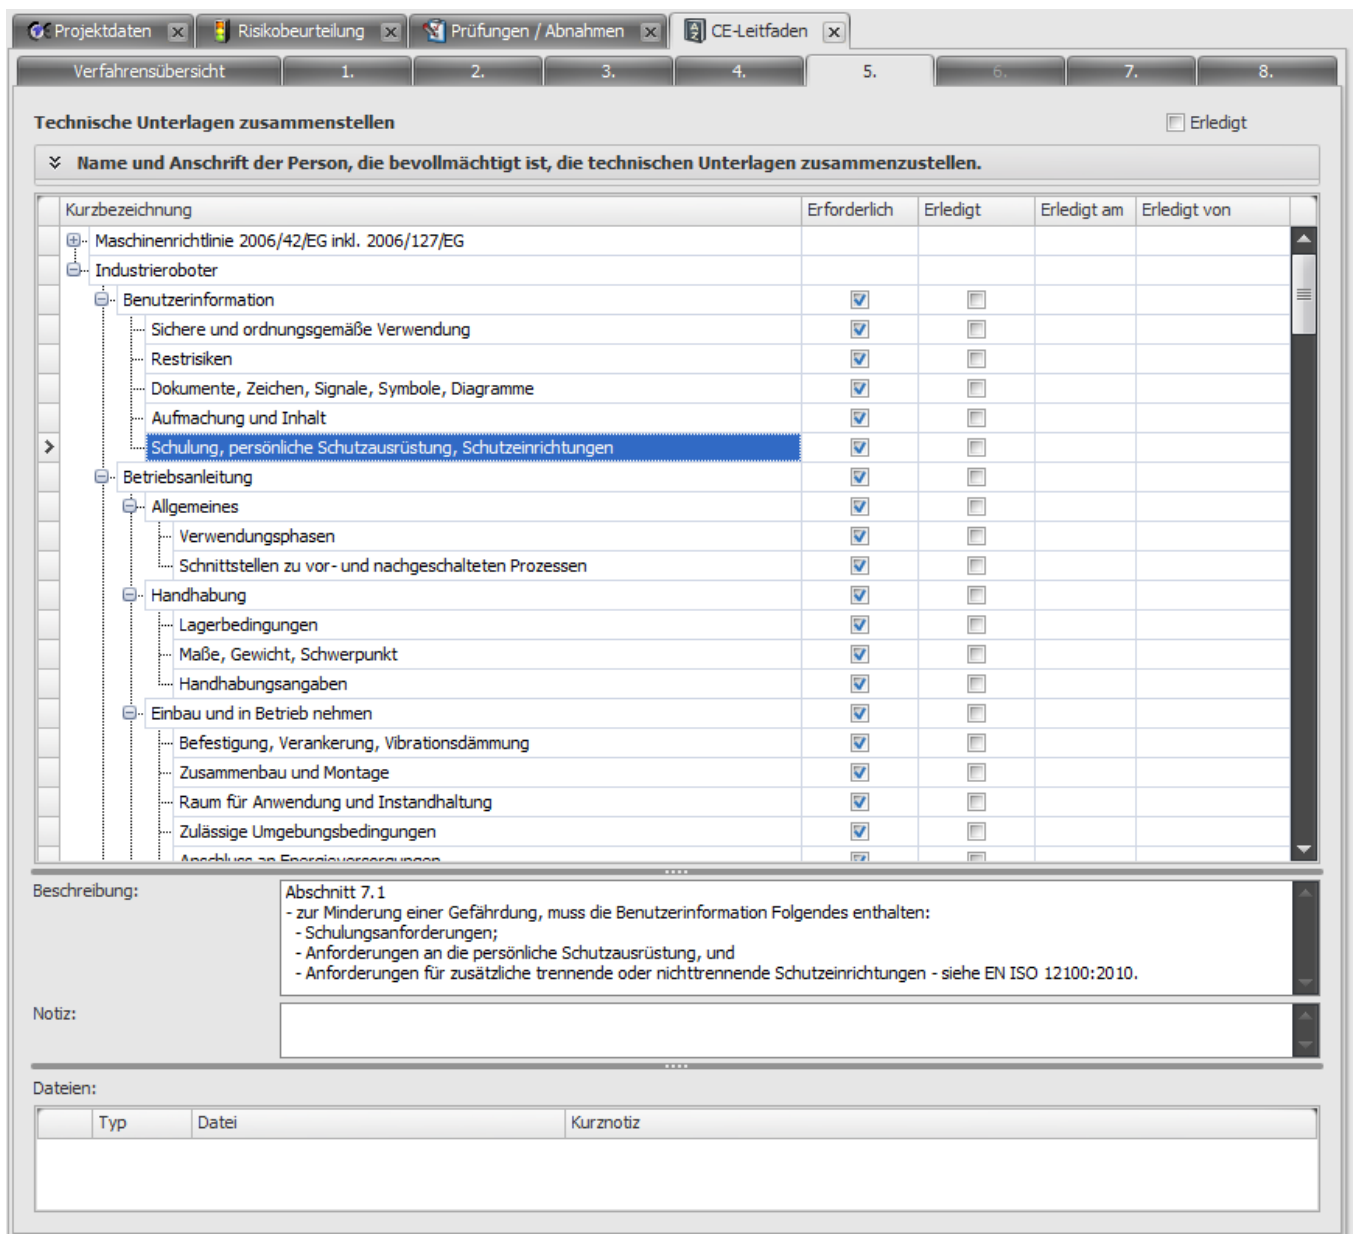 Projektdaten Risikobeurteilung Prüfungen / Abnahmen CE-Leitfaden
Verfahrensübersicht 1. 2. 3. 4. 5. 6. 7. 8.
Technische Unterlagen zusammenstellen Erledigt
Name und Anschrift der Person, die bevollmächtigt ist, die technischen Unterlagen zusammenzustellen.
Kurzbezeichnung Erforderlich Erledigt Erledigt am Erledigt von
Maschinenrichtlinie 2006/42/EG inkl. 2006/127/EG
Industrieroboter
Benutzerinformation
Sichere und ordnungsgemäße Verwendung
Restrisiken
Dokumente, Zeichen, Signale, Symbole, Diagramme
Aufmachung und Inhalt
Schulung, persönliche Schutzausrüstung, Schutzeinrichtungen
Betriebsanleitung
Allgemeines
Verwendungsphasen
Schnittstellen zu vor- und nachgeschalteten Prozessen
Handhabung
Lagerbedingungen
Maße, Gewicht, Schwerpunkt
Handhabungsangaben
Einbau und in Betrieb nehmen
Befestigung, Verankerung, Vibrationsdämmung
Zusammenbau und Montage
Raum für Anwendung und Instandhaltung
Zulässige Umgebungsbedingungen
Anschluss an Energieversorgungen
Beschreibung:
Abschnitt 7.1
- zur Minderung einer Gefährdung, muss die Benutzerinformation Folgendes enthalten:
- Schulungsanforderungen;
- Anforderungen an die persönliche Schutzausrüstung, und
- Anforderungen für zusätzliche trennende oder nichttrennende Schutzeinrichtungen - siehe EN ISO 12100:2010.
Notiz:
Dateien:
Typ Datei Kurznotiz